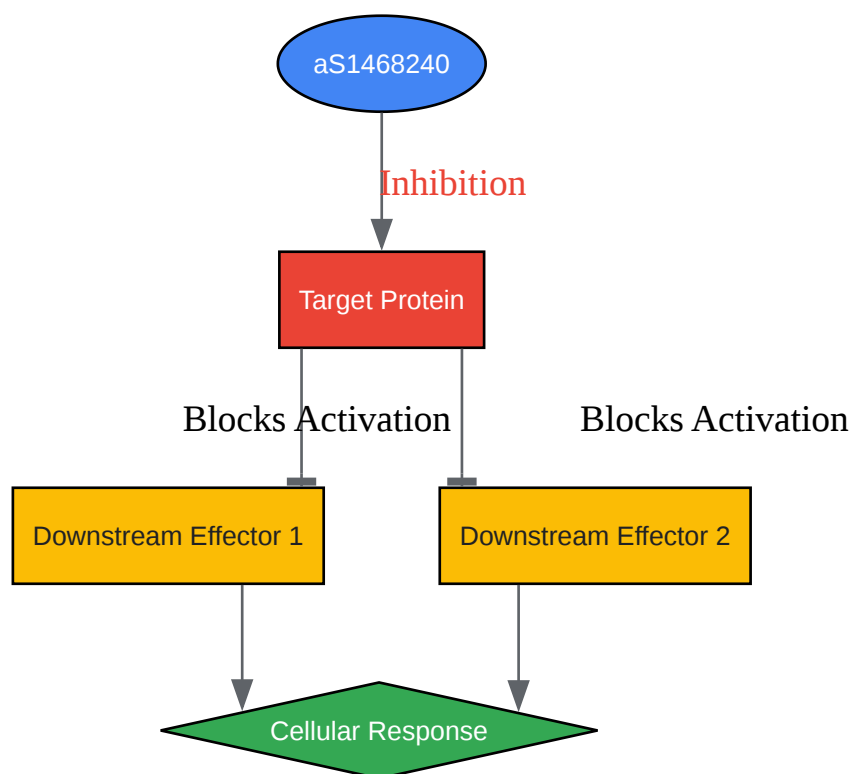 aS1468240
Inhibition
Target Protein
Blocks Activation
Blocks Activation
Downstream Effector 1
Downstream Effector 2
Cellular Response